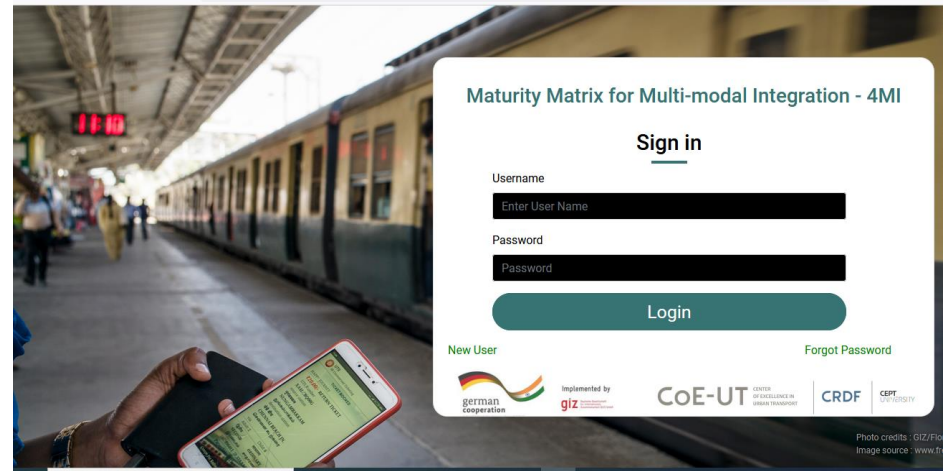 Maturity Matrix for Multi-modal Integration - 4MI
11:10
Sign in
Username
Enter User Name
Password
Password
Login
New User
Forgot Password
german
cooperation
Implemented by
giz
CoE-UT
CENTER
OF EXCELLENCE IN
URBAN TRANSPORT
CRDF
CEPT
UNIVERSITY
Photo credits : GIZ/Flo
Image source : www.fr